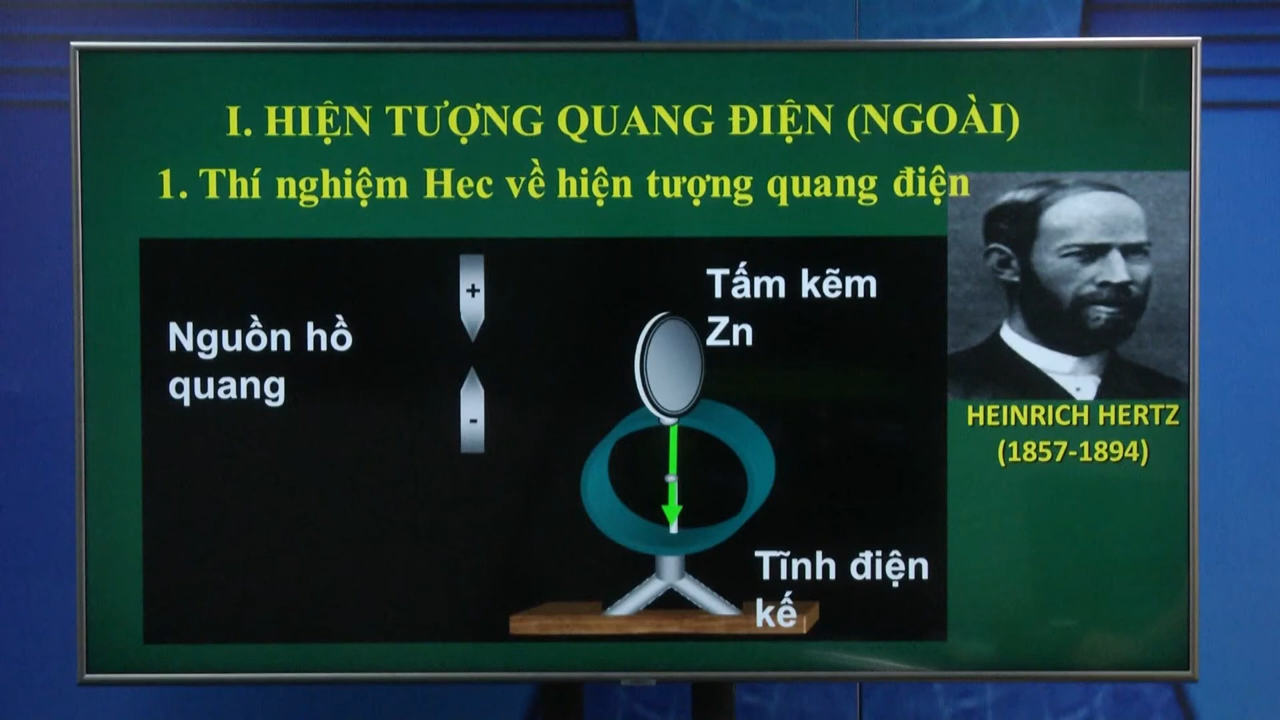 I. HIỆN TƯỢNG QUANG ĐIỆN (NGOÀI)
1. Thí nghiệm Hec về hiện tượng quang điện
Nguồn hồ
quang
+
-
Tấm kẽm
Zn
Tĩnh điện
kế
HEINRICH HERTZ
(1857-1894)